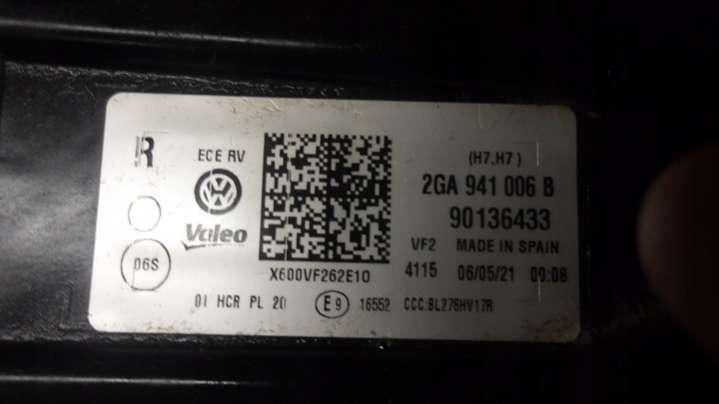 R
ECE RV
(H7,H7)
2GA 941 006 B
90136433
Valeo
VF2 MADE IN SPAIN
06S
X600VF262E10
4115 06/05/21 09:08
01 HCR PL 20 E9 16552 CCC:BL276HV17R